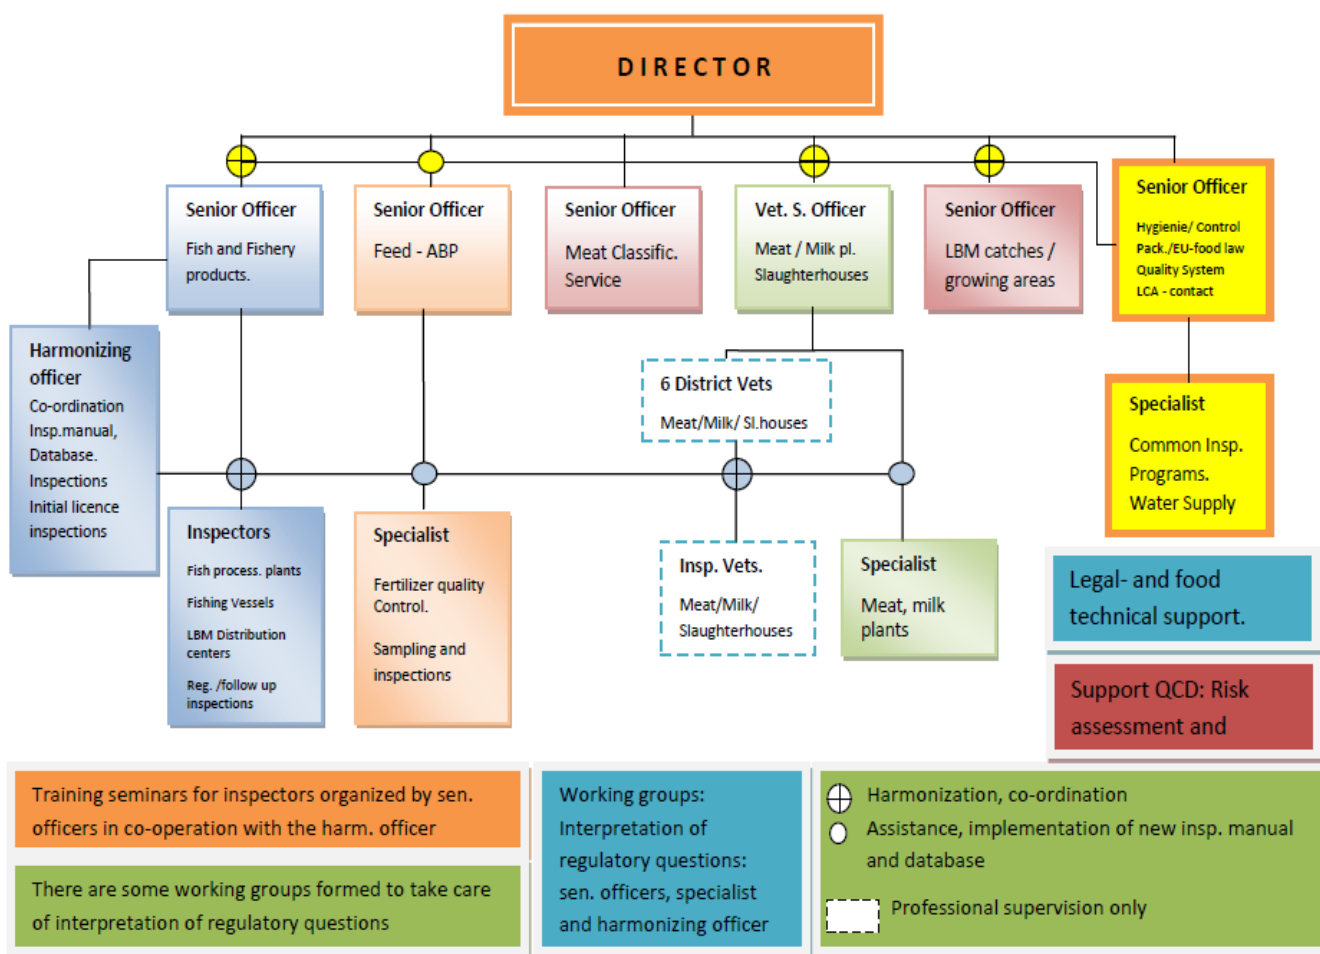 DIRECTOR
Senior Officer
Fish and Fishery
products.
Senior Officer
Feed - ABP
Senior Officer
Meat Classific.
Service
Vet. S. Officer
Meat / Milk pl.
Slaughterhouses
Senior Officer
LBM catches /
growing areas
Senior Officer
Hygienie/ Control
Pack./EU-food law
Quality System
LCA - contact
Harmonizing
officer
Co-ordination
Insp.manual,
Database.
Inspections
Initial licence
inspections
6 District Vets
Meat/Milk/ Sl.houses
Specialist
Common Insp.
Programs.
Water Supply
Inspectors
Fish process. plants
Fishing Vessels
LBM Distribution
centers
Reg. /follow up
inspections
Specialist
Fertilizer quality
Control.
Sampling and
inspections
Insp. Vets.
Meat/Milk/
Slaughterhouses
Specialist
Meat, milk
plants
Legal- and food
technical support.
Support QCD: Risk
assessment and
Training seminars for inspectors organized by sen.
officers in co-operation with the harm. officer
There are some working groups formed to take care
of interpretation of regulatory questions
Working groups:
Interpretation of
regulatory questions:
sen. officers, specialist
and harmonizing officer
Harmonization, co-ordination
Assistance, implementation of new insp. manual
and database
Professional supervision only